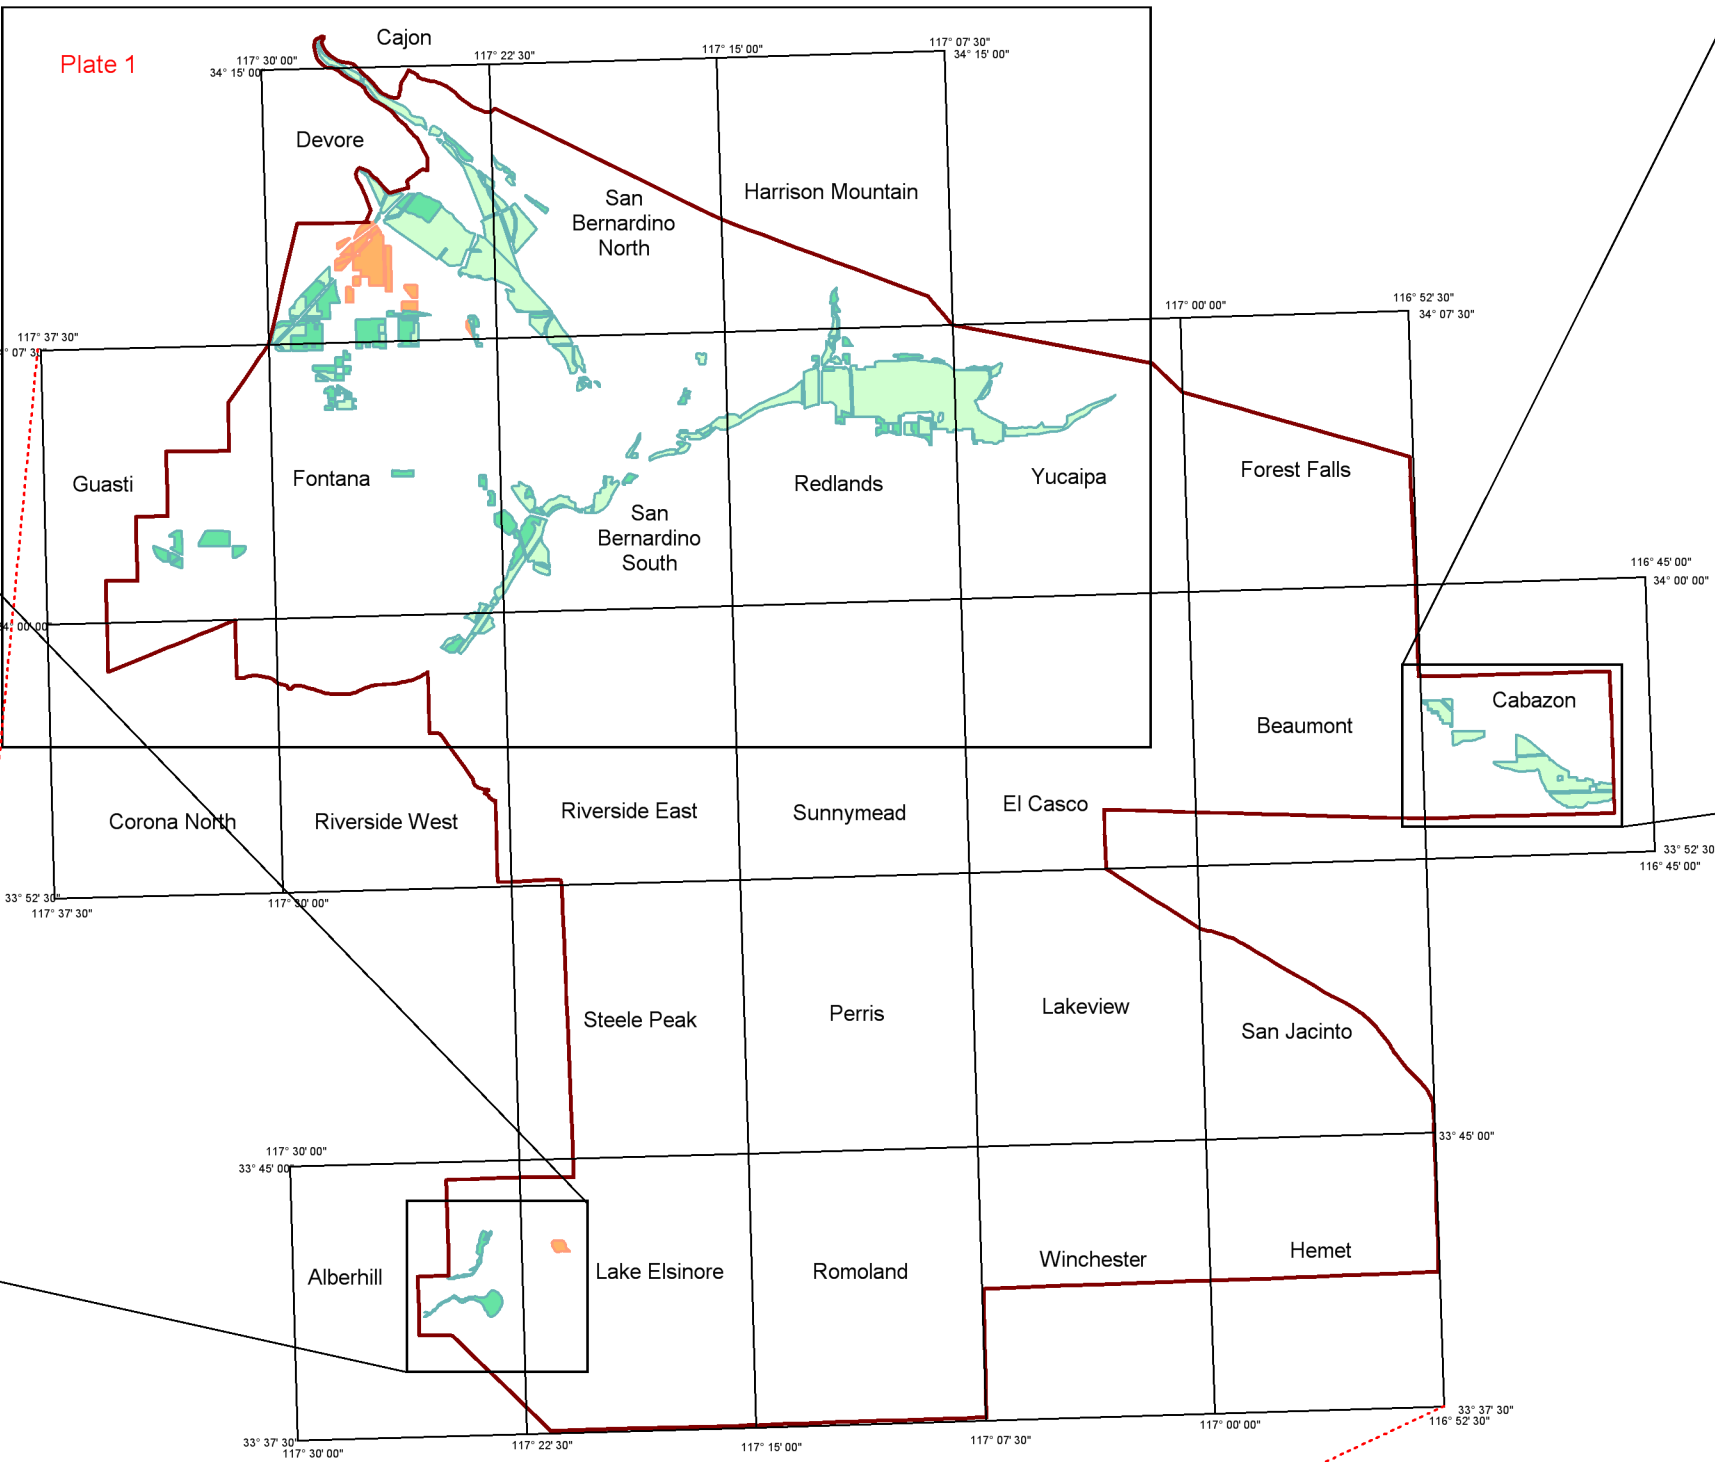 Cajon
117° 07' 30"
117° 15' 00"
117° 22' 30"
34° 15' 00"
Plate 1
117° 30' 00"
34° 15' 00"
Devore
Harrison Mountain
San
Bernardino
North
116° 52' 30"
117° 00' 00"
34° 07' 30"
117° 37' 30"
° 07' 30"
Forest Falls
Yucaipa
Fontana
Guasti
Redlands
San
Bernardino
South
116° 45' 00"
34° 00' 00"
4° 00' 00"
Cabazon
Beaumont
El Casco
Riverside East
Sunnymead
Corona North
Riverside West
33° 52' 30
116° 45' 00"
33° 52' 30"
117° 30' 00"
117° 37' 30"
Lakeview
Perris
Steele Peak
San Jacinto
33° 45' 00"
117° 30' 00"
33° 45' 00"
Hemet
Winchester
Lake Elsinore
Romoland
Alberhill
33° 37' 30"
116° 52' 30"
117° 00' 00"
117° 07' 30"
33° 37' 30"
117° 22' 30"
117° 15' 00"
117° 30' 00"